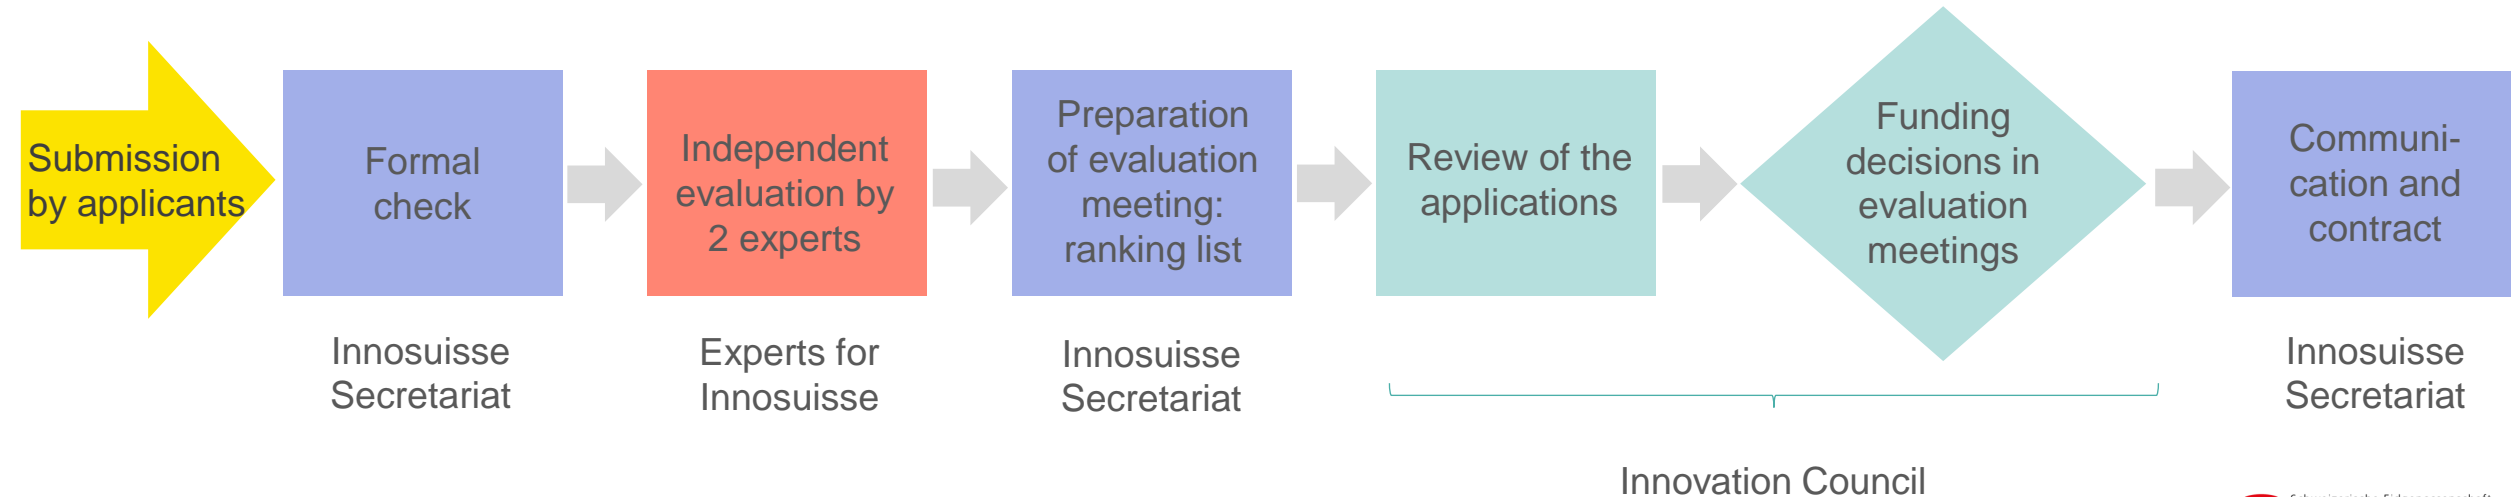 Submission
by applicants
Formal
check
Independent
evaluation by
2 experts
Preparation
of evaluation
meeting:
ranking list
Review of the
applications
Funding
decisions in
evaluation
meetings
Communi-
cation and
contract
Innosuisse
Secretariat
Experts for
Innosuisse
Innosuisse
Secretariat
Innovation Council
Innosuisse
Secretariat
Schweizerische Eidgenossenschaft